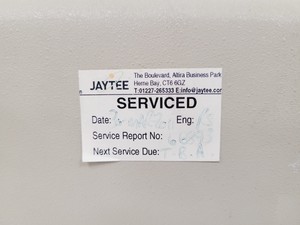 JAYTEE
The Boulevard, Altira Business Park
Herne Bay, CT6 6GZ
T:01227-265333 E:info@jaytee.com
SERVICED
Date: Eng:
Service Report No:
Next Service Due: